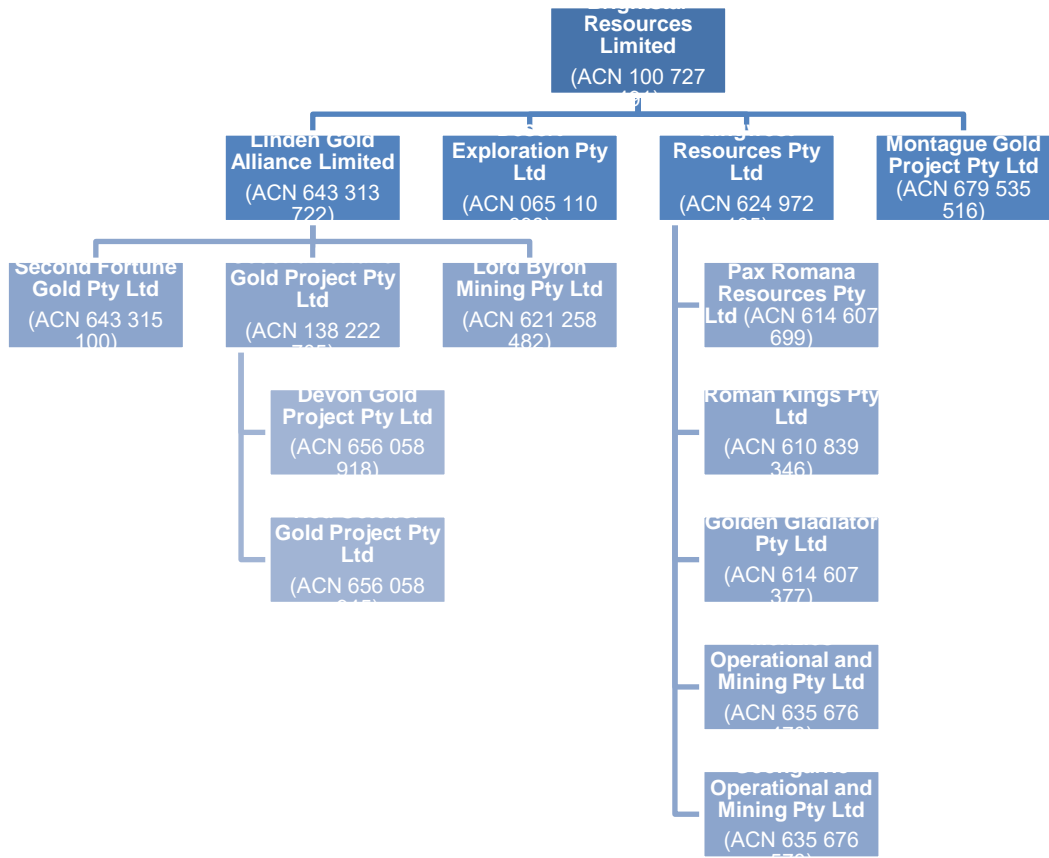 Brightstar
Resources
Limited
(ACN 100 727
Linden Gold
Alliance Limited
(ACN 643 313
722)
Exploration Pty
Ltd
(ACN 065 110
Resources Pty
Ltd
(ACN 624 972
Montague Gold
Project Pty Ltd
(ACN 679 535
516)
Second Fortune
Gold Pty Ltd
(ACN 643 315
100)
Gold Project Pty
Ltd
(ACN 138 222
Lord Byron
Mining Pty Ltd
(ACN 621 258
482)
Devon Gold
Project Pty Ltd
(ACN 656 058
918)
Gold Project Pty
Ltd
(ACN 656 058
Pax Romana
Resources Pty
Ltd (ACN 614 607
699)
Roman Kings Pty
Ltd
(ACN 610 839
346)
Golden Gladiator
Pty Ltd
(ACN 614 607
377)
Operational and
Mining Pty Ltd
(ACN 635 676
Operational and
Mining Pty Ltd
(ACN 635 676